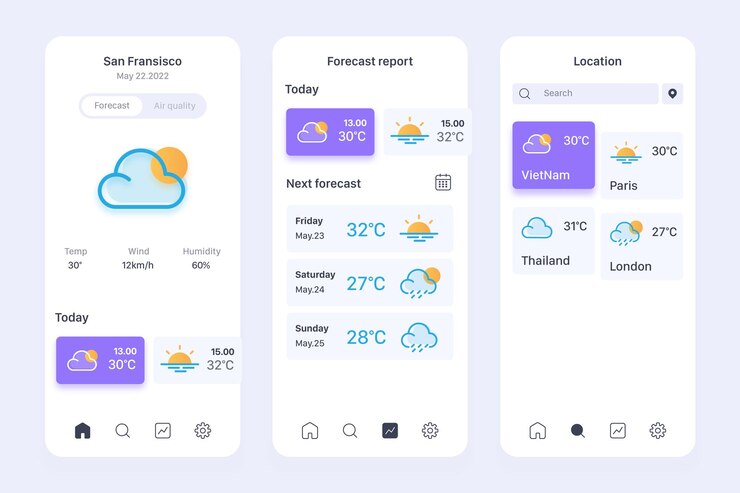 San Fransisco
May 22.2022
Forecast Air quality
Temp Wind Humidity
30° 12km/h 60%
Today
13.00
30°C
15.00
32°C
Forecast report
Today
13.00
30°C
15.00
32°C
Next forecast
Friday
May.23
32°C
Saturday
May.24
27°C
Sunday
May.25
28°C
Location
Search
30°C
VietNam
30°C
Paris
31°C
Thailand
27°C
London